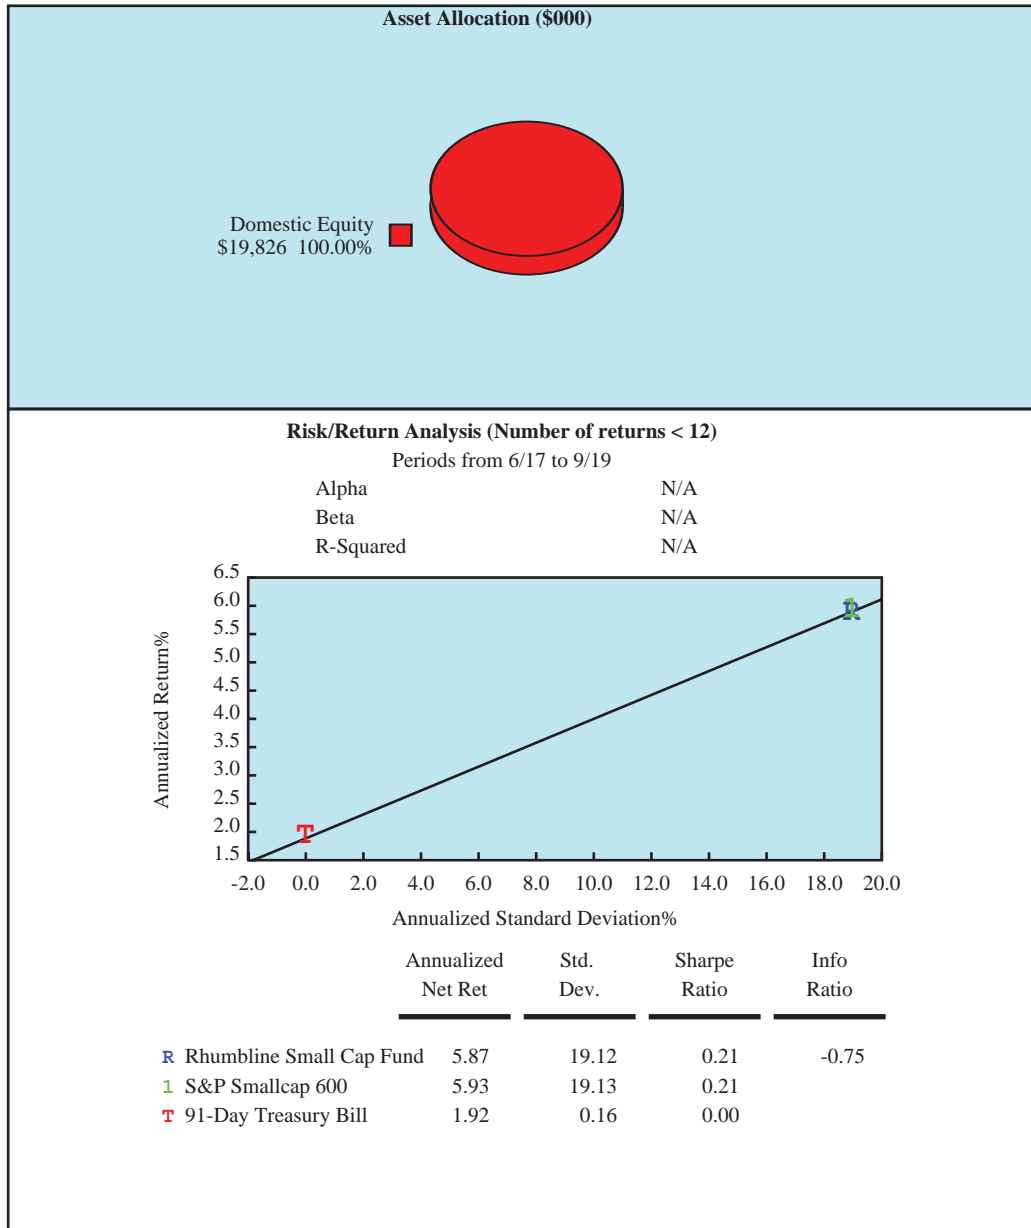 Asset Allocation ($000)
Domestic Equity
$19,826 100.00%
Risk/Return Analysis (Number of returns < 12)
Periods from 6/17 to 9/19
Alpha N/A
Beta N/A
R-Squared N/A
Annualized Return%
6.5
6.0
5.5
5.0
4.5
4.0
3.5
3.0
2.5
2.0
1.5
R
1
T
-2.0 0.0 2.0 4.0 6.0 8.0 10.0 12.0 14.0 16.0 18.0 20.0
Annualized Standard Deviation%
Annualized Std. Sharpe Info
Net Ret Dev. Ratio Ratio
R Rhumbline Small Cap Fund 5.87 19.12 0.21 -0.75
1 S&P Smallcap 600 5.93 19.13 0.21
T 91-Day Treasury Bill 1.92 0.16 0.00